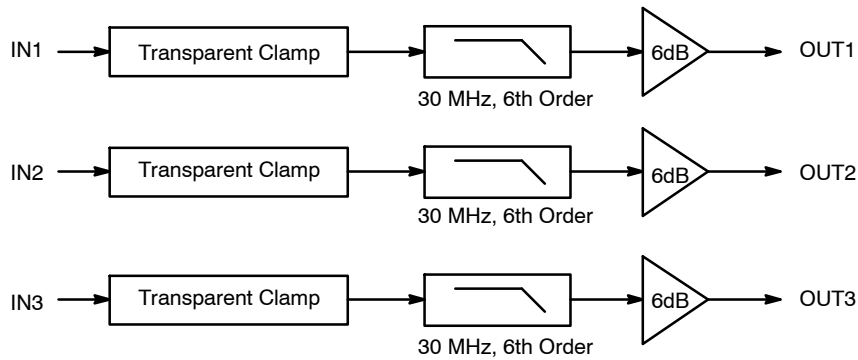 IN1 Transparent Clamp 6dB OUT1
30 MHz, 6th Order
IN2 Transparent Clamp 6dB OUT2
30 MHz, 6th Order
IN3 Transparent Clamp 6dB OUT3
30 MHz, 6th Order